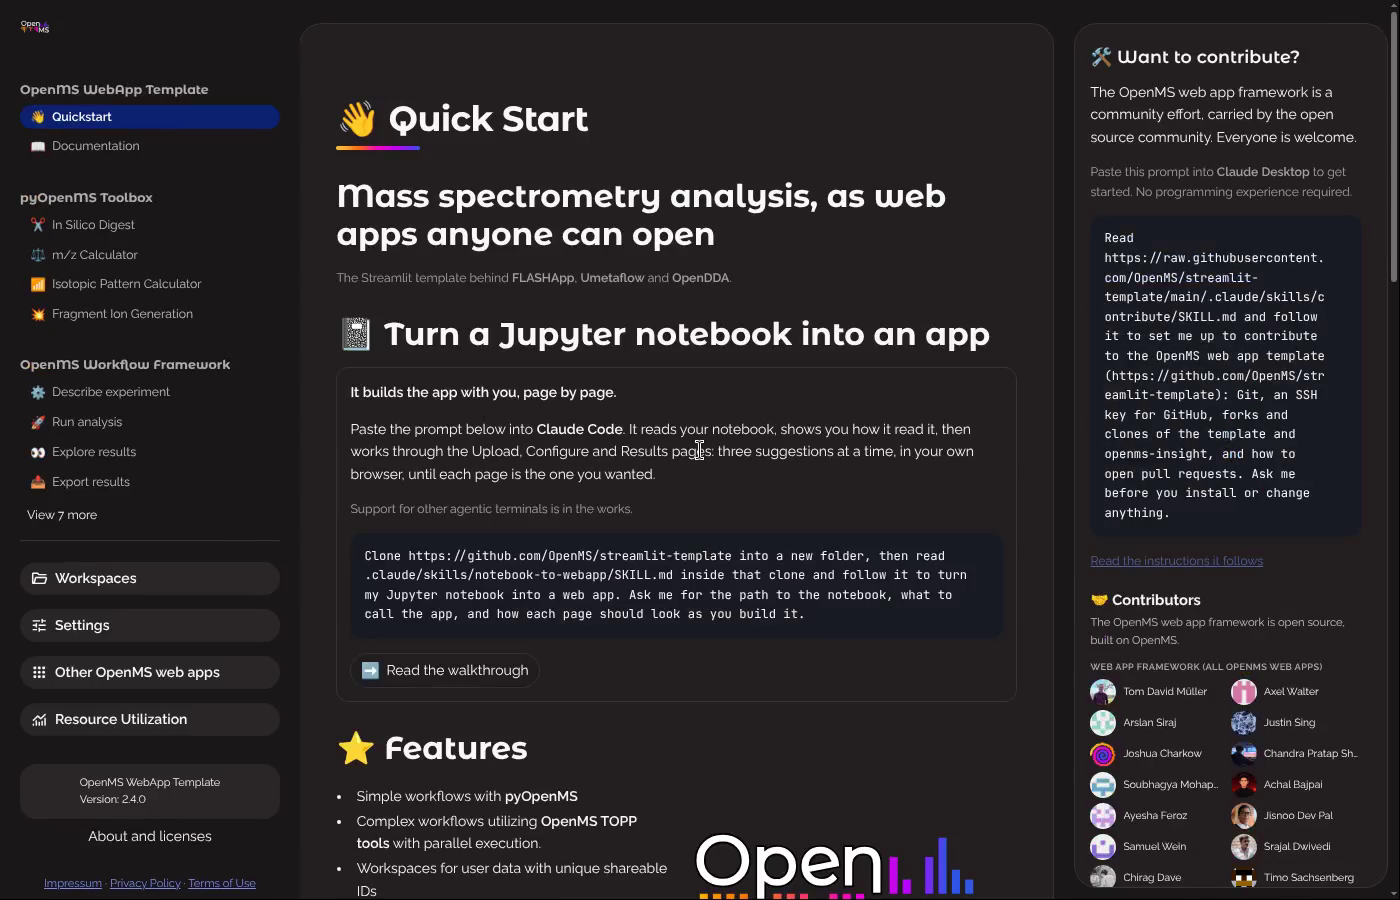 Open
MS
OpenMS WebApp Template
👋 Quickstart
📖 Documentation
pyOpenMS Toolbox
✂️ In Silico Digest
⚖️ m/z Calculator
📶 Isotopic Pattern Calculator
💥 Fragment Ion Generation
OpenMS Workflow Framework
⚙️ Describe experiment
🚀 Run analysis
👀 Explore results
📤 Export results
View 7 more
Workspaces
Settings
Other OpenMS web apps
Resource Utilization
OpenMS WebApp Template
Version: 2.4.0
About and licenses
Impressum · Privacy Policy · Terms of Use
👋 Quick Start
Mass spectrometry analysis, as web
apps anyone can open
The Streamlit template behind FLASHApp, Umetaflow and OpenDDA.
📓 Turn a Jupyter notebook into an app
It builds the app with you, page by page.
Paste the prompt below into Claude Code. It reads your notebook, shows you how it read it, then
works through the Upload, Configure and Results pages: three suggestions at a time, in your own
browser, until each page is the one you wanted.
Support for other agentic terminals is in the works.
Clone https://github.com/OpenMS/streamlit-template into a new folder, then read
.claude/skills/notebook-to-webapp/SKILL.md inside that clone and follow it to turn
my Jupyter notebook into a web app. Ask me for the path to the notebook, what to
call the app, and how each page should look as you build it.
➡️ Read the walkthrough
⭐ Features
• Simple workflows with pyOpenMS
• Complex workflows utilizing OpenMS TOPP
tools with parallel execution.
• Workspaces for user data with unique shareable
IDs
Open
🛠️ Want to contribute?
The OpenMS web app framework is a
community effort, carried by the open
source community. Everyone is welcome.
Paste this prompt into Claude Desktop to get
started. No programming experience required.
Read
https://raw.githubusercontent.
com/OpenMS/streamlit-
template/main/.claude/skills/c
ontribute/SKILL.md and follow
it to set me up to contribute
to the OpenMS web app template
(https://github.com/OpenMS/str
eamlit-template): Git, an SSH
key for GitHub, forks and
clones of the template and
openms-insight, and how to
open pull requests. Ask me
before you install or change
anything.
Read the instructions it follows
🤝 Contributors
The OpenMS web app framework is open source,
built on OpenMS.
WEB APP FRAMEWORK (ALL OPENMS WEB APPS)
Tom David Müller
Axel Walter
Arslan Siraj
Justin Sing
Joshua Charkow
Chandra Pratap Sh…
Soubhagya Mohap…
Achal Bajpai
Ayesha Feroz
Jisnoo Dev Pal
Samuel Wein
Srajal Dwivedi
Chirag Dave
Timo Sachsenberg